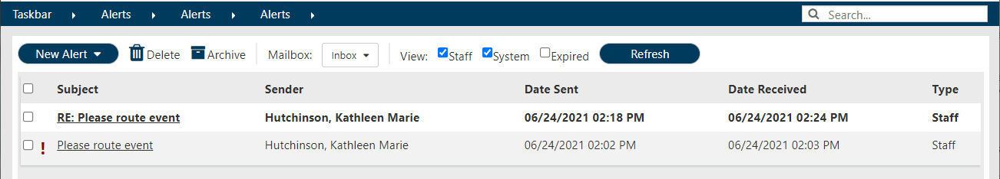 Taskbar Alerts Alerts Alerts Search...
New Alert Delete Archive Mailbox: Inbox View: Staff System Expired Refresh
Subject Sender Date Sent Date Received Type
RE: Please route event Hutchinson, Kathleen Marie 06/24/2021 02:18 PM 06/24/2021 02:24 PM Staff
! Please route event Hutchinson, Kathleen Marie 06/24/2021 02:02 PM 06/24/2021 02:03 PM Staff